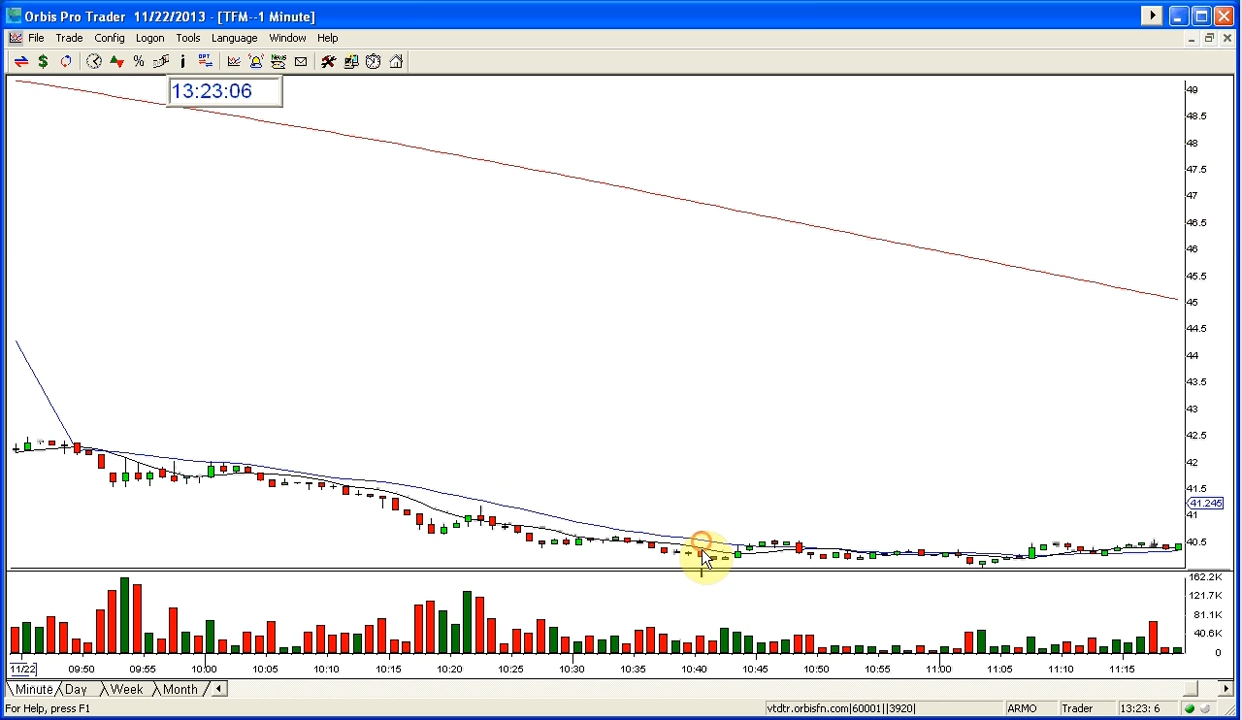 Orbis Pro Trader  11/22/2013 - [TFM--1 Minute]
File Trade Config Logon Tools Language Window Help
13:23:06
49
48.5
48
47.5
47
46.5
46
45.5
45
44.5
44
43.5
43
42.5
42
41.5
41.245
41
40.5
162.2K
121.7K
81.1K
40.6K
0
11/22 09:50 09:55 10:00 10:05 10:10 10:15 10:20 10:25 10:30 10:35 10:40 10:45 10:50 10:55 11:00 11:05 11:10 11:15
Minute Day Week Month
For Help, press F1 vtdtr.orbisfn.com|60001||3920| ARMO Trader 13:23: 6